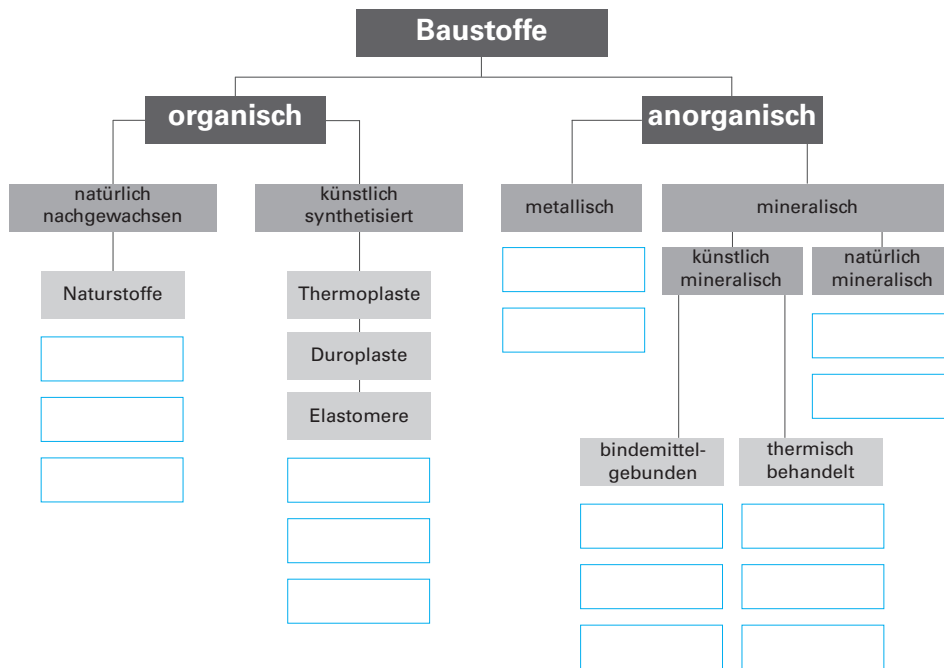 Baustoffe
organisch
anorganisch
natürlich
nachgewachsen
künstlich
synthetisiert
metallisch
mineralisch
künstlich
mineralisch
natürlich
mineralisch
Naturstoffe
Thermoplaste
Duroplaste
Elastomere
bindemittel-
gebunden
thermisch
behandelt